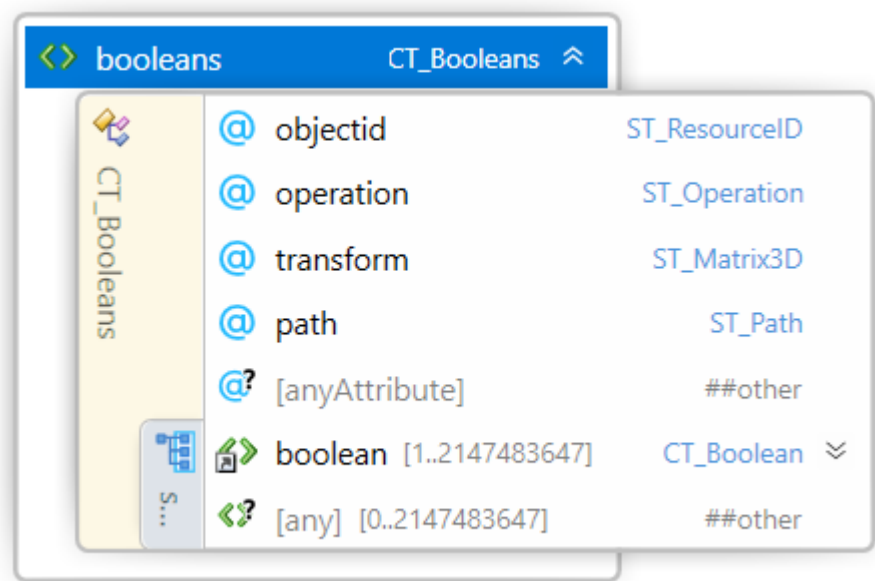 booleans CT_Booleans
CT_Booleans
@ objectid ST_ResourceID
@ operation ST_Operation
@ transform ST_Matrix3D
@ path ST_Path
@? [anyAttribute] ##other
boolean [1..2147483647] CT_Boolean
? [any] [0..2147483647] ##other
S...